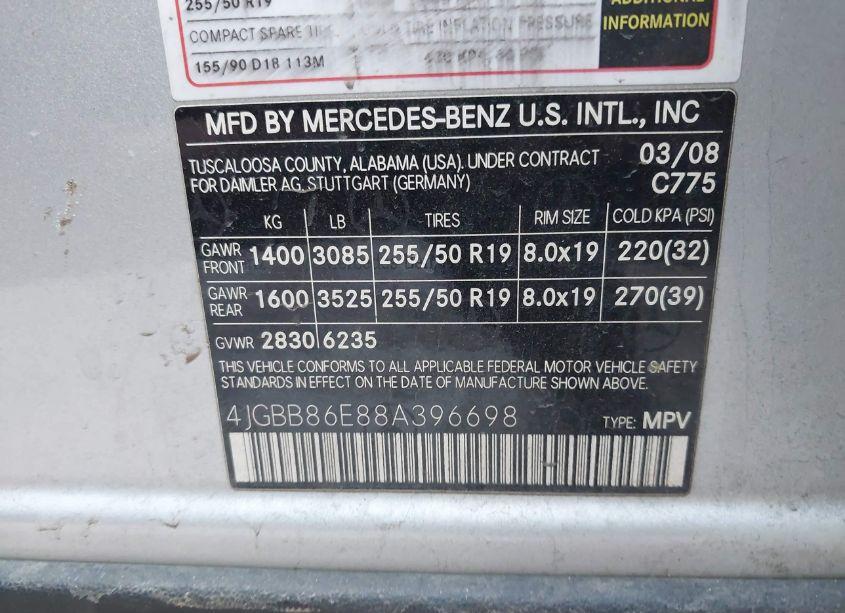 255/50 R19
COMPACT SPARE
INFLATION PRESSURE
155/90 D18 113M
ADDITIONAL
INFORMATION
MFD BY MERCEDES-BENZ U.S. INTL., INC
TUSCALOOSA COUNTY, ALABAMA (USA). UNDER CONTRACT 03/08
FOR DAIMLER AG, STUTTGART (GERMANY) C775
KG LB TIRES RIM SIZE COLD KPA (PSI)
GAWR FRONT 1400 3085 255/50 R19 8.0x19 220(32)
GAWR REAR 1600 3525 255/50 R19 8.0x19 270(39)
GVWR 2830 6235
THIS VEHICLE CONFORMS TO ALL APPLICABLE FEDERAL MOTOR VEHICLE SAFETY
STANDARDS IN EFFECT ON THE DATE OF MANUFACTURE SHOWN ABOVE.
4JGBB86E88A396698 TYPE: MPV